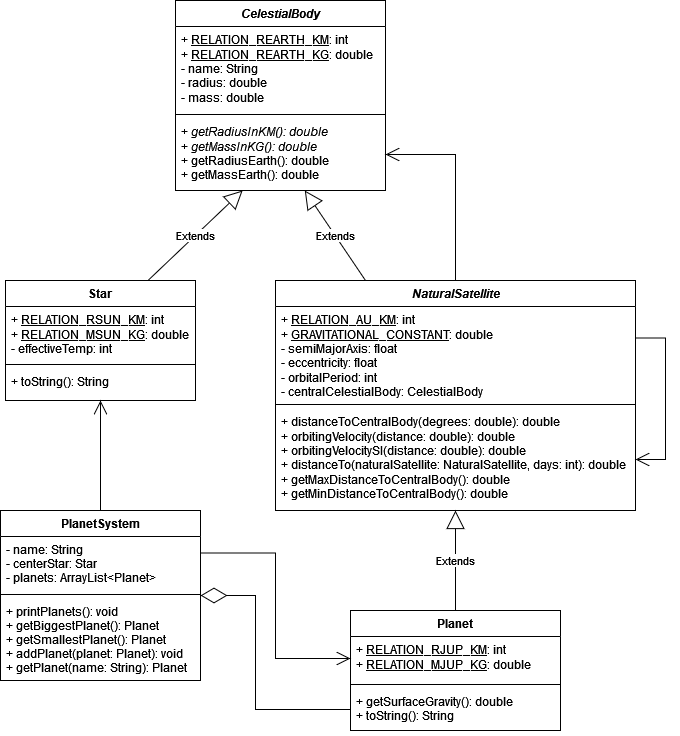 CelestialBody
+ RELATION_REARTH_KM: int
+ RELATION_REARTH_KG: double
- name: String
- radius: double
- mass: double
+ getRadiusInKM(): double
+ getMassInKG(): double
+ getRadiusEarth(): double
+ getMassEarth(): double
Extends
Extends
Star
+ RELATION_RSUN_KM: int
+ RELATION_MSUN_KG: double
- effectiveTemp: int
+ toString(): String
NaturalSatellite
+ RELATION_AU_KM: int
+ GRAVITATIONAL_CONSTANT: double
- semiMajorAxis: float
- eccentricity: float
- orbitalPeriod: int
- centralCelestialBody: CelestialBody
+ distanceToCentralBody(degrees: double): double
+ orbitingVelocity(distance: double): double
+ orbitingVelocitySI(distance: double): double
+ distanceTo(naturalSatellite: NaturalSatellite, days: int): double
+ getMaxDistanceToCentralBody(): double
+ getMinDistanceToCentralBody(): double
Extends
PlanetSystem
- name: String
- centerStar: Star
- planets: ArrayList<Planet>
+ printPlanets(): void
+ getBiggestPlanet(): Planet
+ getSmallestPlanet(): Planet
+ addPlanet(planet: Planet): void
+ getPlanet(name: String): Planet
Planet
+ RELATION_RJUP_KM: int
+ RELATION_MJUP_KG: double
+ getSurfaceGravity(): double
+ toString(): String